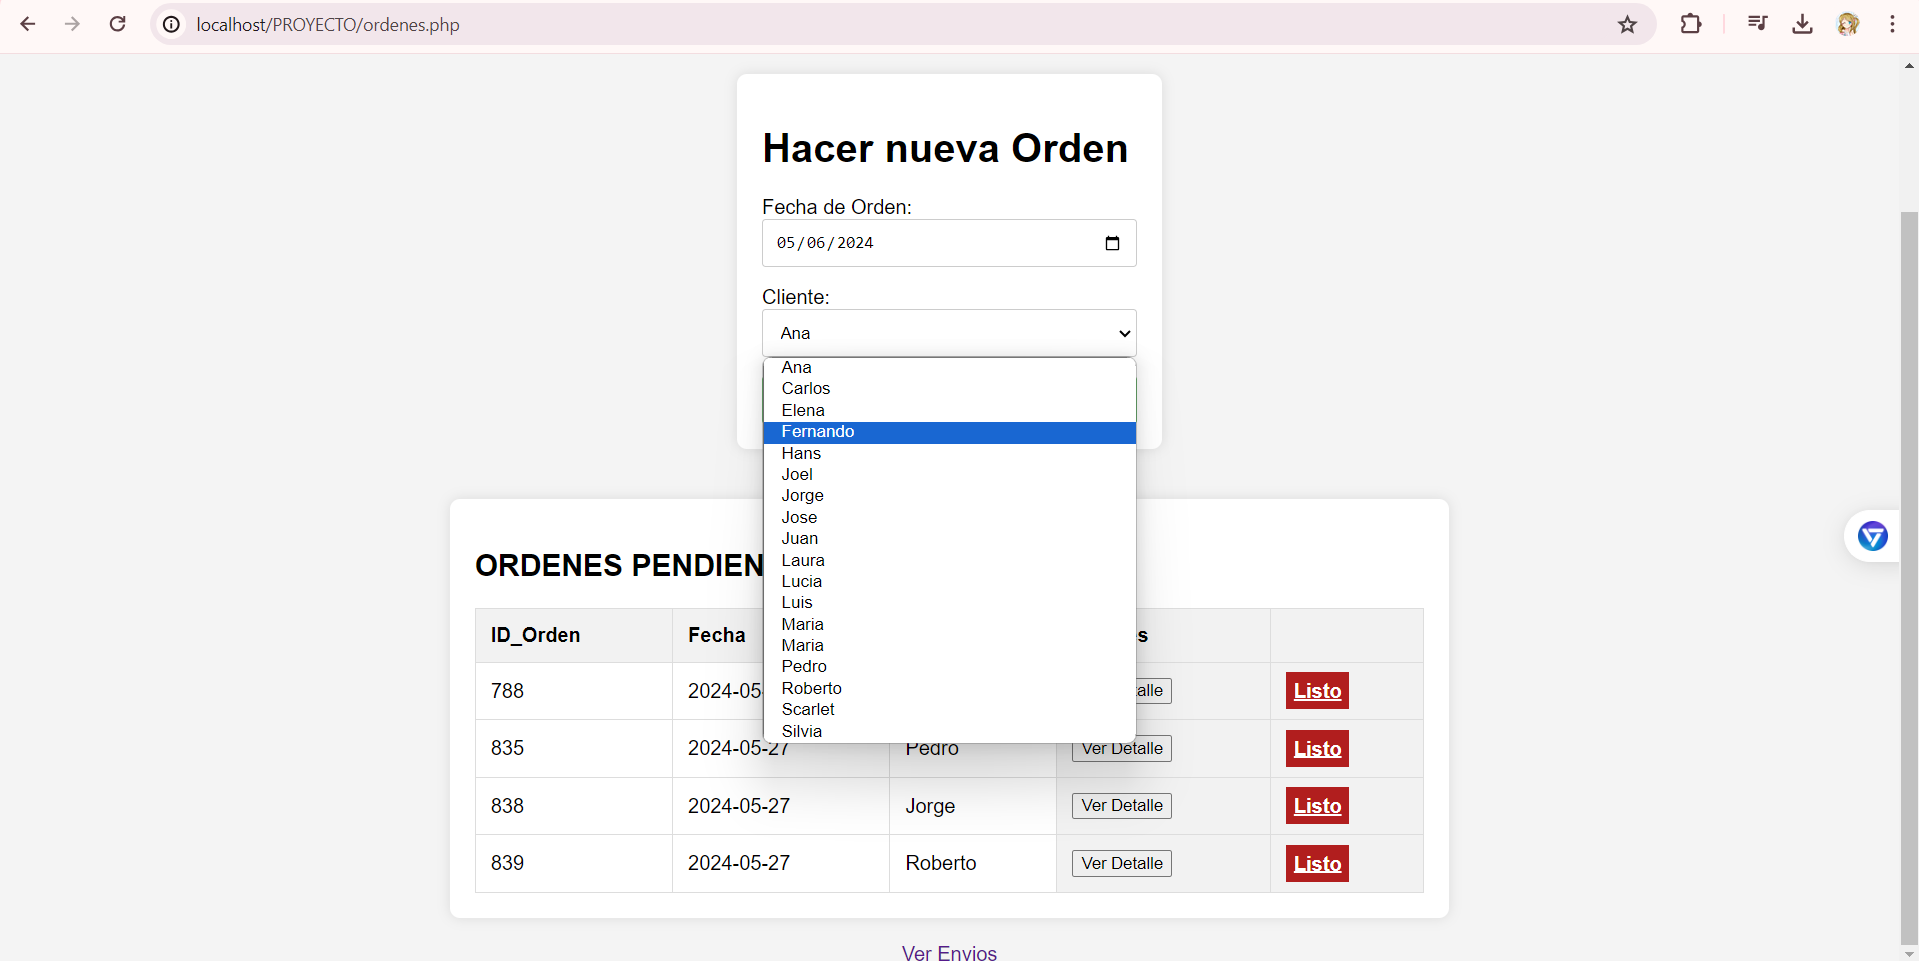 localhost/PROYECTO/ordenes.php
Hacer nueva Orden
Fecha de Orden:
05/06/2024
Cliente:
Ana
Ana
Carlos
Elena
Fernando
Hans
Joel
Jorge
Jose
Juan
Laura
Lucia
Luis
Maria
Maria
Pedro
Roberto
Scarlet
Silvia
ORDENES PENDIEN
ID_Orden Fecha s
788 2024-05- alle Listo
835 2024-05-27 Pedro Ver Detalle Listo
838 2024-05-27 Jorge Ver Detalle Listo
839 2024-05-27 Roberto Ver Detalle Listo
Ver Envios